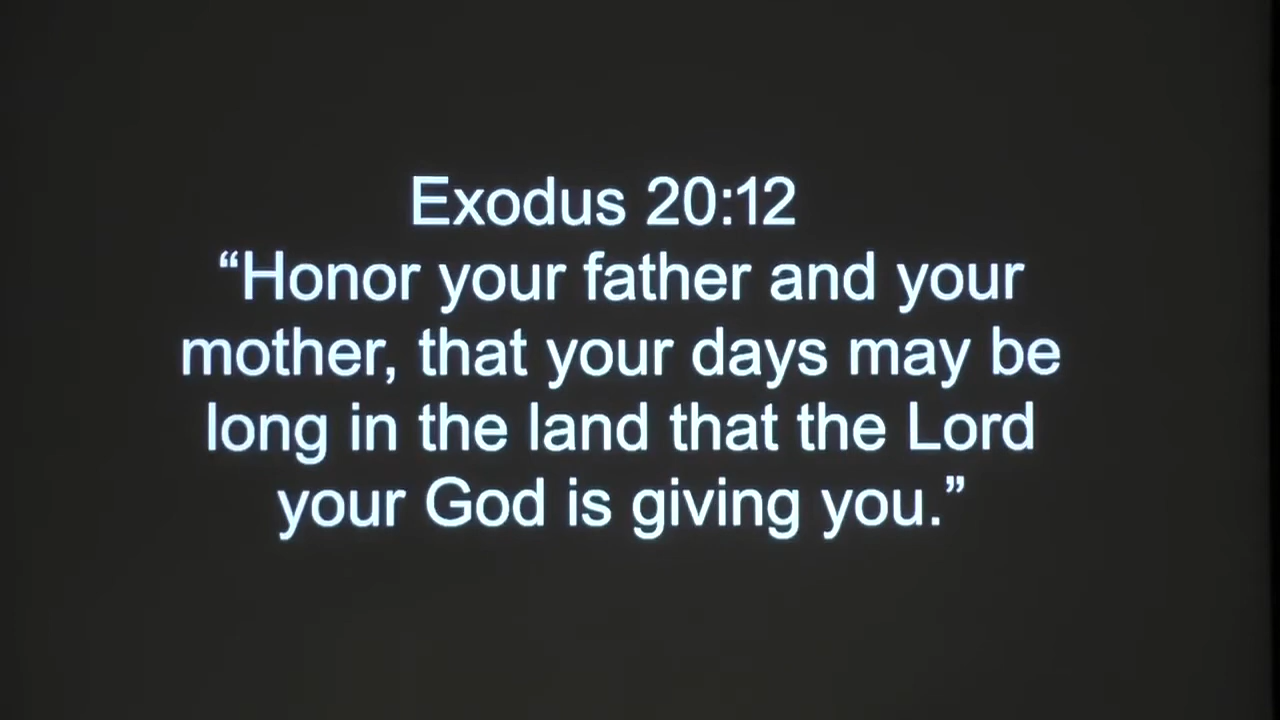 Exodus 20:12
“Honor your father and your
mother, that your days may be
long in the land that the Lord
your God is giving you.”